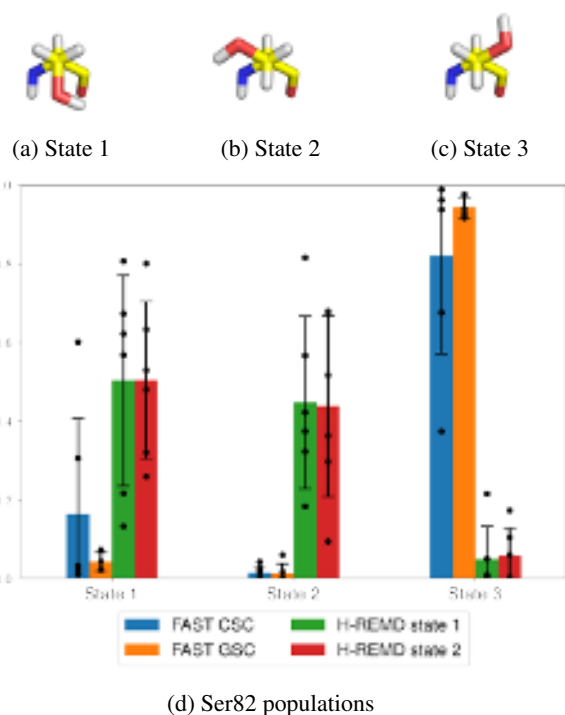 (a) State 1
(b) State 2
(c) State 3
State 1
State 2
State 3
FAST CSC
FAST GSC
H-REMD state 1
H-REMD state 2
(d) Ser82 populations